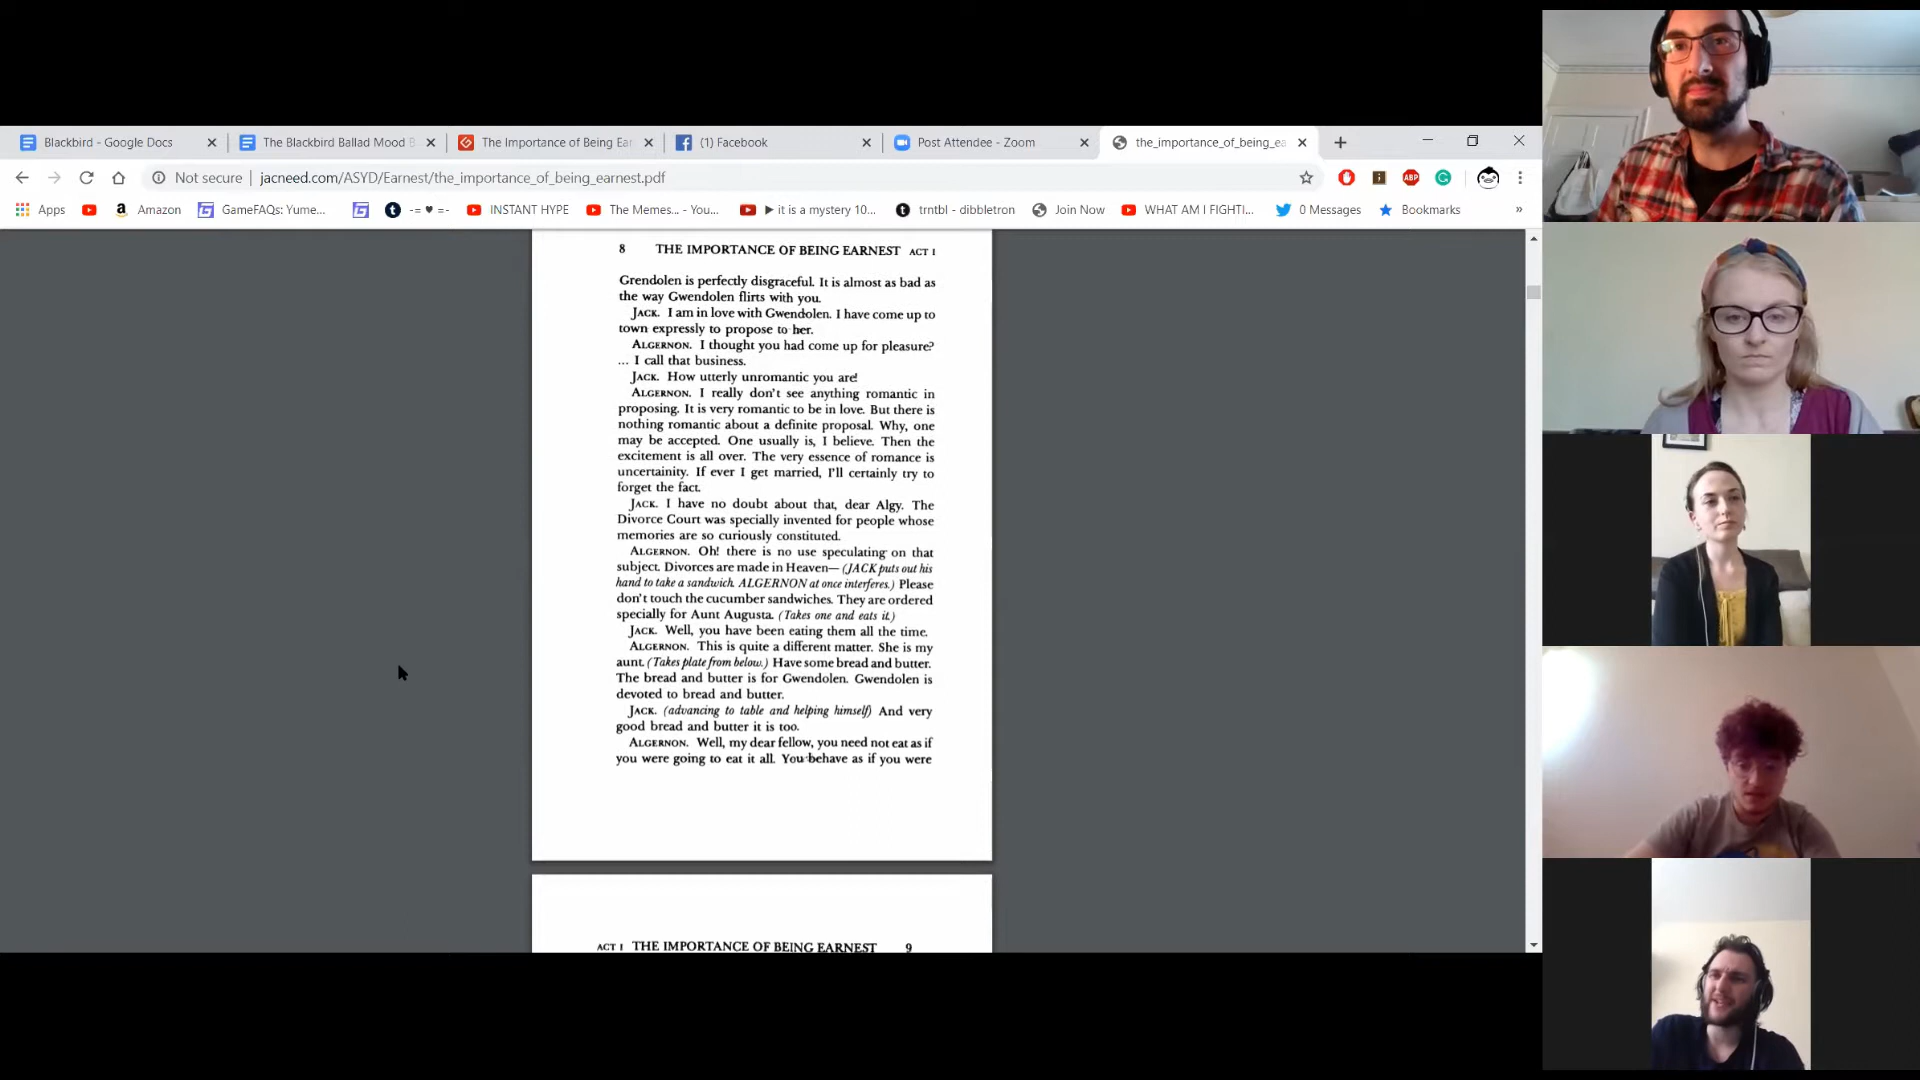 Blackbird - Google Docs
The Blackbird Ballad Mood B
The Importance of Being Ear
(1) Facebook
Post Attendee - Zoom
the_importance_of_being_ea
Not secure | jacneed.com/ASYD/Earnest/the_importance_of_being_earnest.pdf
ABP
Apps
Amazon
GameFAQs: Yume...
-= ♥ =-
INSTANT HYPE
The Memes... - You...
it is a mystery 10...
trntbl - dibbletron
Join Now
WHAT AM I FIGHTI...
0 Messages
Bookmarks
»
8 THE IMPORTANCE OF BEING EARNEST ACT I
Grendolen is perfectly disgraceful. It is almost as bad as
the way Gwendolen flirts with you.
JACK. I am in love with Gwendolen. I have come up to
town expressly to propose to her.
ALGERNON. I thought you had come up for pleasure?
... I call that business.
JACK. How utterly unromantic you are!
ALGERNON. I really don't see anything romantic in
proposing. It is very romantic to be in love. But there is
nothing romantic about a definite proposal. Why, one
may be accepted. One usually is, I believe. Then the
excitement is all over. The very essence of romance is
uncertainity. If ever I get married, I'll certainly try to
forget the fact.
JACK. I have no doubt about that, dear Algy. The
Divorce Court was specially invented for people whose
memories are so curiously constituted.
ALGERNON. Oh! there is no use speculating on that
subject. Divorces are made in Heaven— (JACK puts out his
hand to take a sandwich. ALGERNON at once interferes.) Please
don't touch the cucumber sandwiches. They are ordered
specially for Aunt Augusta. (Takes one and eats it.)
JACK. Well, you have been eating them all the time.
ALGERNON. This is quite a different matter. She is my
aunt. (Takes plate from below.) Have some bread and butter.
The bread and butter is for Gwendolen. Gwendolen is
devoted to bread and butter.
JACK. (advancing to table and helping himself) And very
good bread and butter it is too.
ALGERNON. Well, my dear fellow, you need not eat as if
you were going to eat it all. You behave as if you were
ACT I THE IMPORTANCE OF BEING EARNEST 9